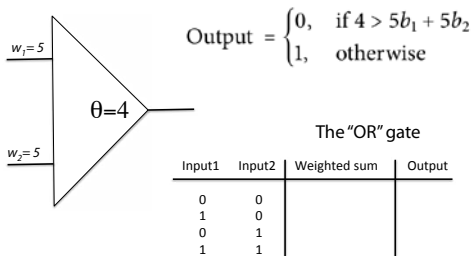 w₁= 5
w₂= 5
θ=4
Output = {0, if 4 > 5b₁ + 5b₂
1, otherwise
The “OR” gate
Input1 Input2 Weighted sum Output
0 0
1 0
0 1
1 1